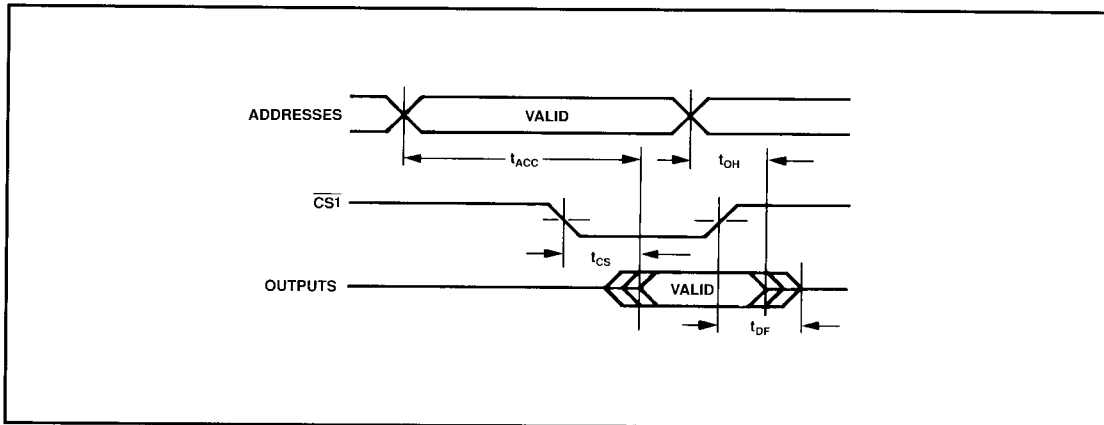 ADDRESSES
VALID
tACC
tOH
CS1
tCS
OUTPUTS
VALID
tDF